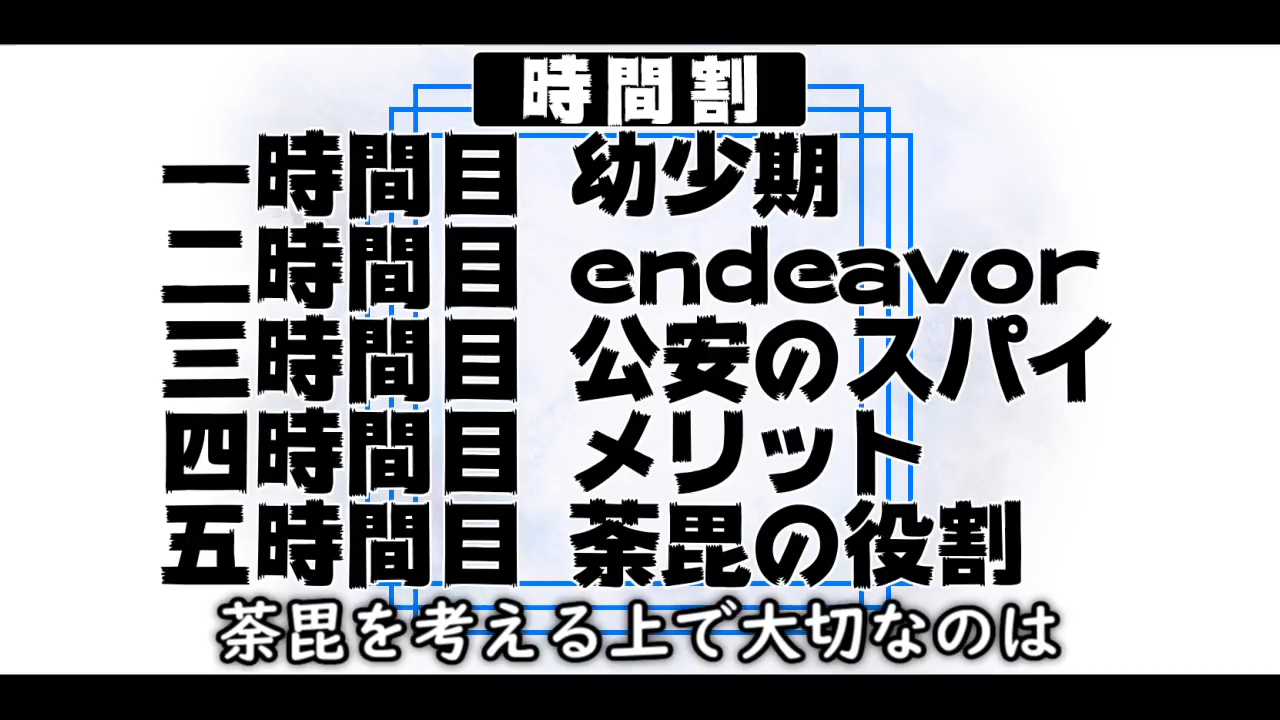 時間割
一時間目 幼少期
二時間目 endeavor
三時間目 公安のスパイ
四時間目 メリット
五時間目 荼毘の役割
荼毘を考える上で大切なのは